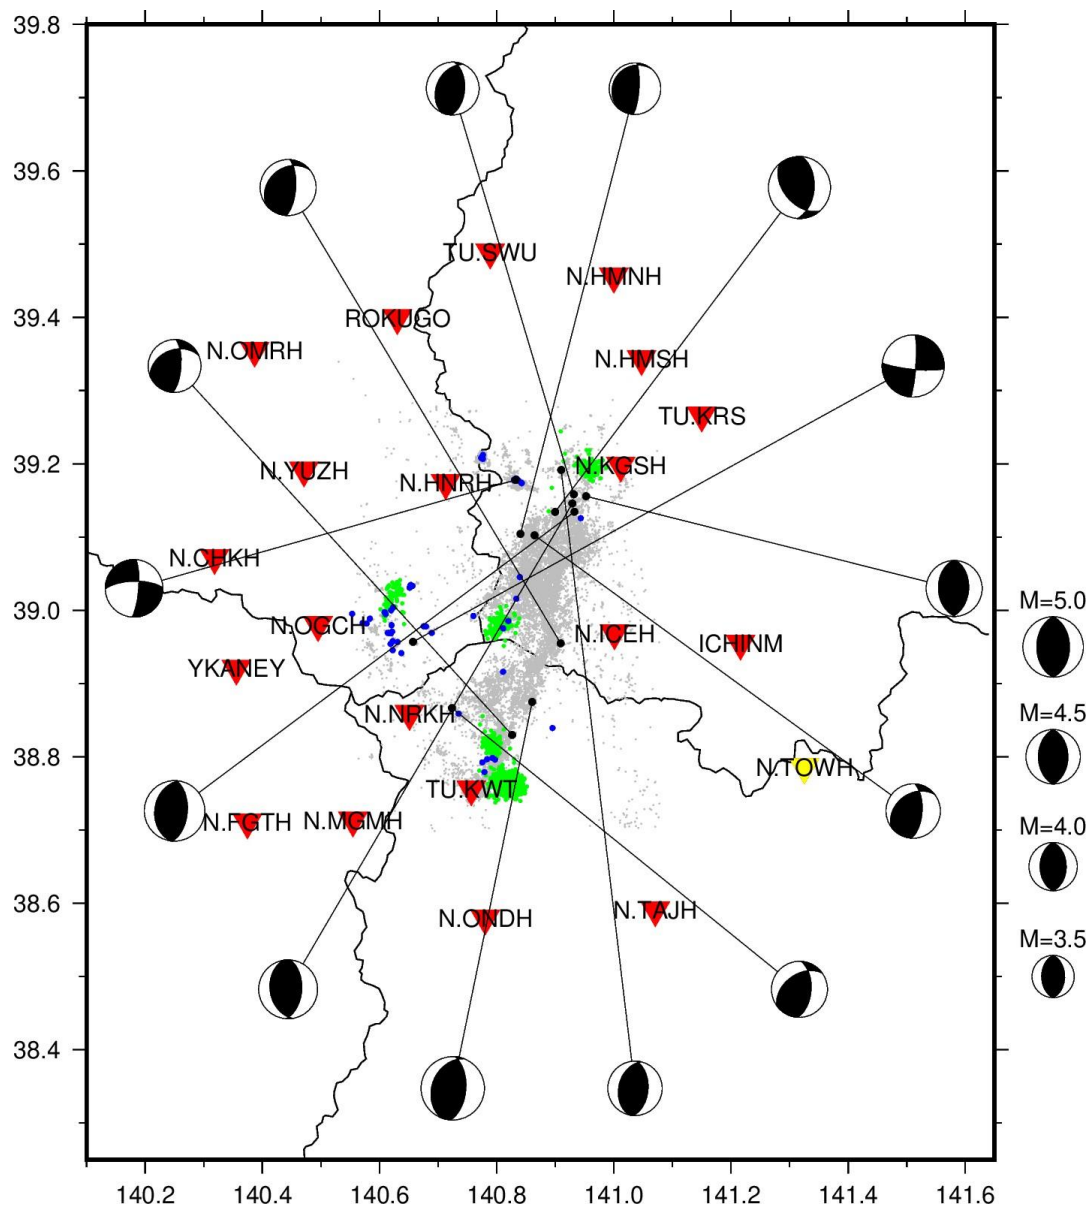 39.8
39.6
TU.SWU
N.HMNH
39.4
ROKUGO
N.OMRH
N.HMSH
TU.KRS
39.2
N.YUZH
N.HNRH
N.KGSH
N.CHKH
39.0
N.OGCH
N.ICEH
ICHINM
M=5.0
YKANEY
N.NRKH
M=4.5
38.8
N.TOWH
TU.KWT
N.FGTH
N.MGMH
M=4.0
38.6
N.ONDH
N.TAJH
M=3.5
38.4
140.2 140.4 140.6 140.8 141.0 141.2 141.4 141.6